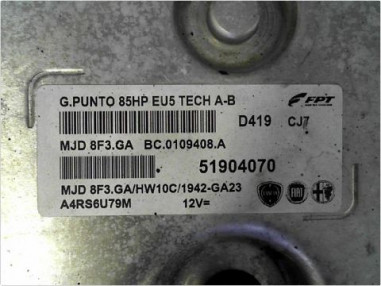 G.PUNTO 85HP EU5 TECH A-B
FPT
D419 CJ7
MJD 8F3.GA BC.0109408.A
51904070
MJD 8F3.GA/HW10C/1942-GA23
A4RS6U79M 12V=
FIAT